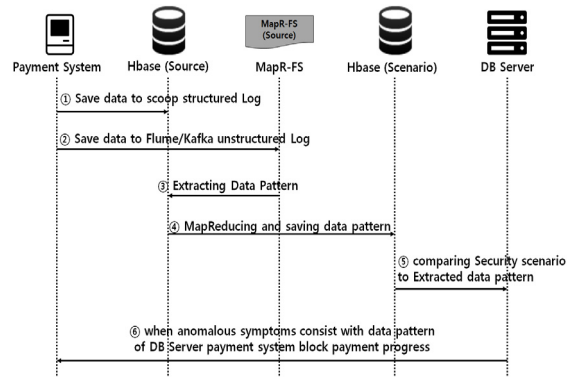 MapR-FS
(Source)
Payment System
Hbase (Source)
MapR-FS
Hbase (Scenario)
DB Server
① Save data to scoop structured Log
② Save data to Flume/Kafka unstructured Log
③ Extracting Data Pattern
④ MapReducing and saving data pattern
⑤ comparing Security scenario
to Extracted data pattern
⑥ when anomalous symptoms consist with data pattern
of DB Server payment system block payment progress